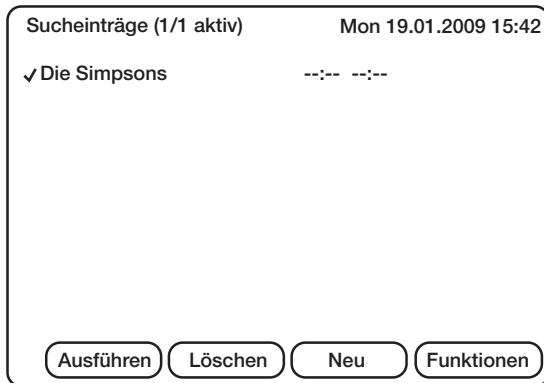 Sucheinträge (1/1 aktiv) Mon 19.01.2009 15:42
✓ Die Simpsons --:-- --:--
Ausführen Löschen Neu Funktionen